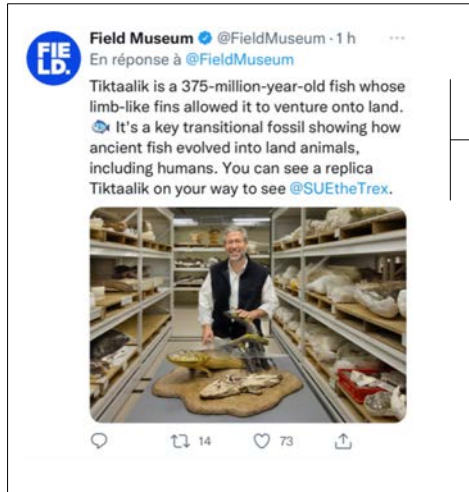 FIE
LD.
Field Museum @FieldMuseum · 1 h
En réponse à @FieldMuseum
Tiktaalik is a 375-million-year-old fish whose
limb-like fins allowed it to venture onto land.
🐟 It's a key transitional fossil showing how
ancient fish evolved into land animals,
including humans. You can see a replica
Tiktaalik on your way to see @SUEtheTrex.
14 73